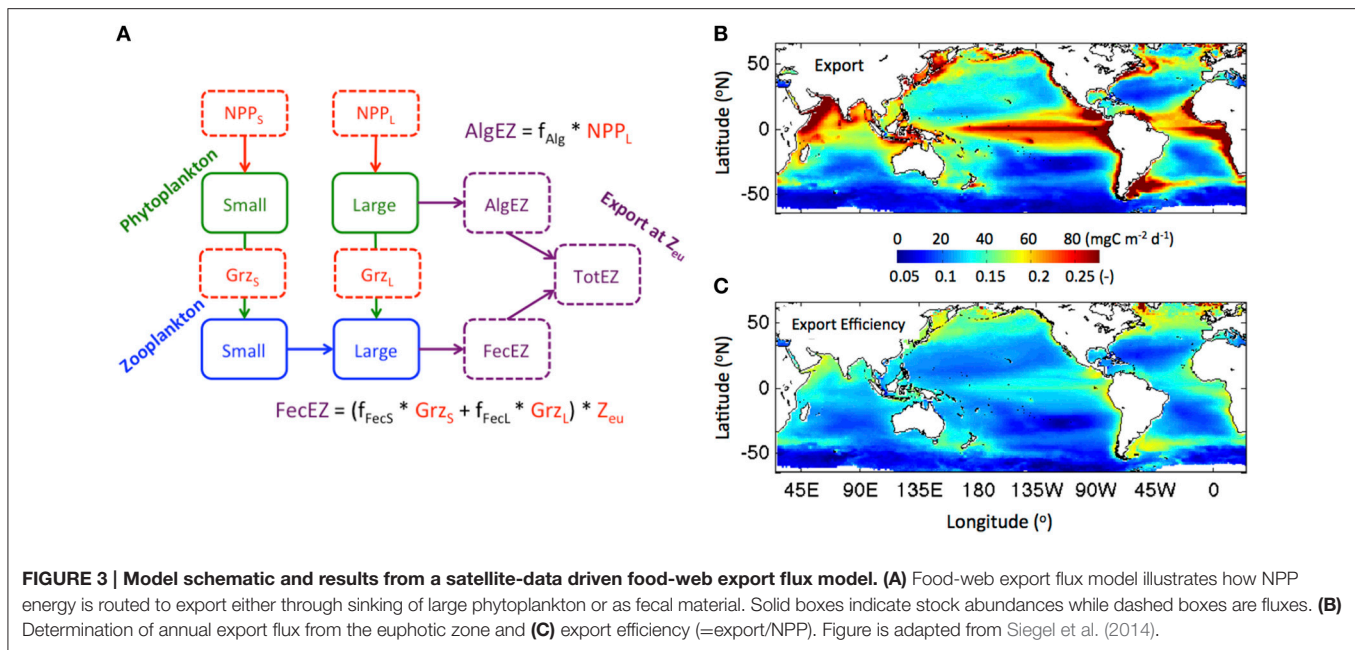 A
NPPS
NPPL
AlgEZ = fAlg * NPPL
Phytoplankton
Small
Large
AlgEZ
Export at Zeu
GrzS
GrzL
TotEZ
Zooplankton
Small
Large
FecEZ
FecEZ = (fFecS * GrzS + fFecL * GrzL) * Zeu
B
Export
Latitude (oN)
50
0
-50
0 20 40 60 80 (mgC m-2 d-1)
0.05 0.1 0.15 0.2 0.25 (-)
C
Export Efficiency
Latitude (oN)
50
0
-50
45E 90E 135E 180 135W 90W 45W 0
Longitude (o)
FIGURE 3 | Model schematic and results from a satellite-data driven food-web export flux model. (A) Food-web export flux model illustrates how NPP
energy is routed to export either through sinking of large phytoplankton or as fecal material. Solid boxes indicate stock abundances while dashed boxes are fluxes. (B)
Determination of annual export flux from the euphotic zone and (C) export efficiency (=export/NPP). Figure is adapted from Siegel et al. (2014).